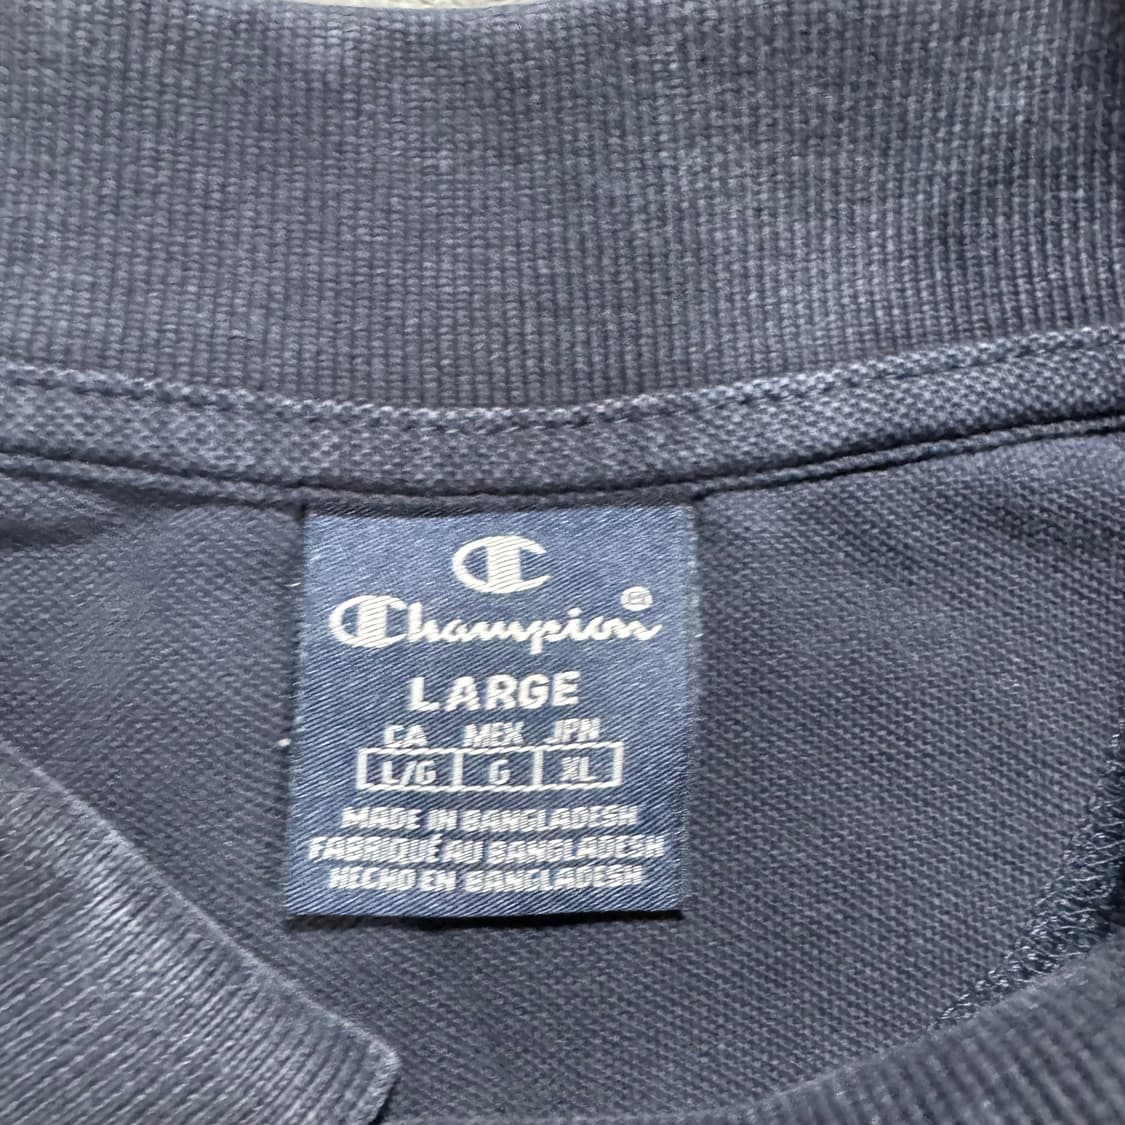 C
Champion®
LARGE
CA MEX JPN
L/G G XL
MADE IN BANGLADESH
FABRIQUÉ AU BANGLADESH
HECHO EN BANGLADESH